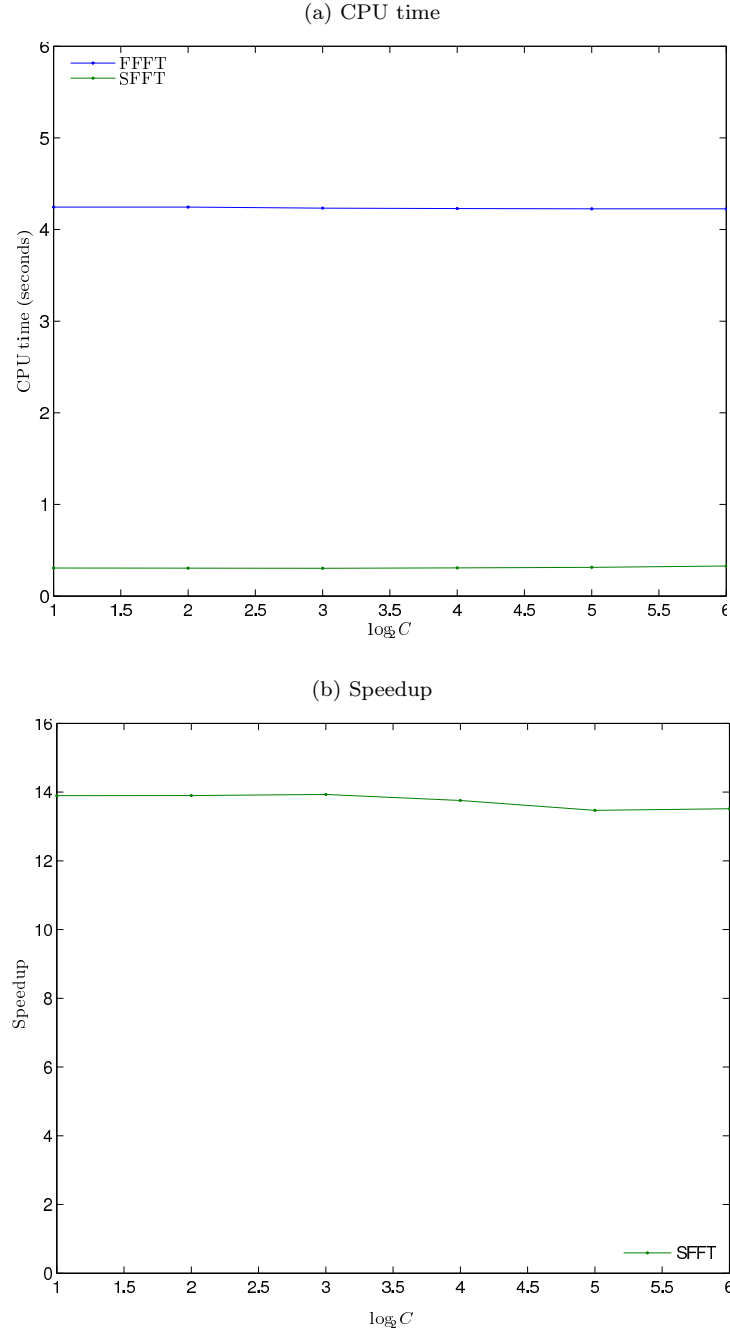 (a) CPU time
6
FFFT
SFFT
5
4
3
2
1
0
CPU time (seconds)
1 1.5 2 2.5 3 3.5 4 4.5 5 5.5 6
log₂ C
(b) Speedup
16
14
12
10
8
6
4
2
0
Speedup
SFFT
1 1.5 2 2.5 3 3.5 4 4.5 5 5.5 6
log₂ C